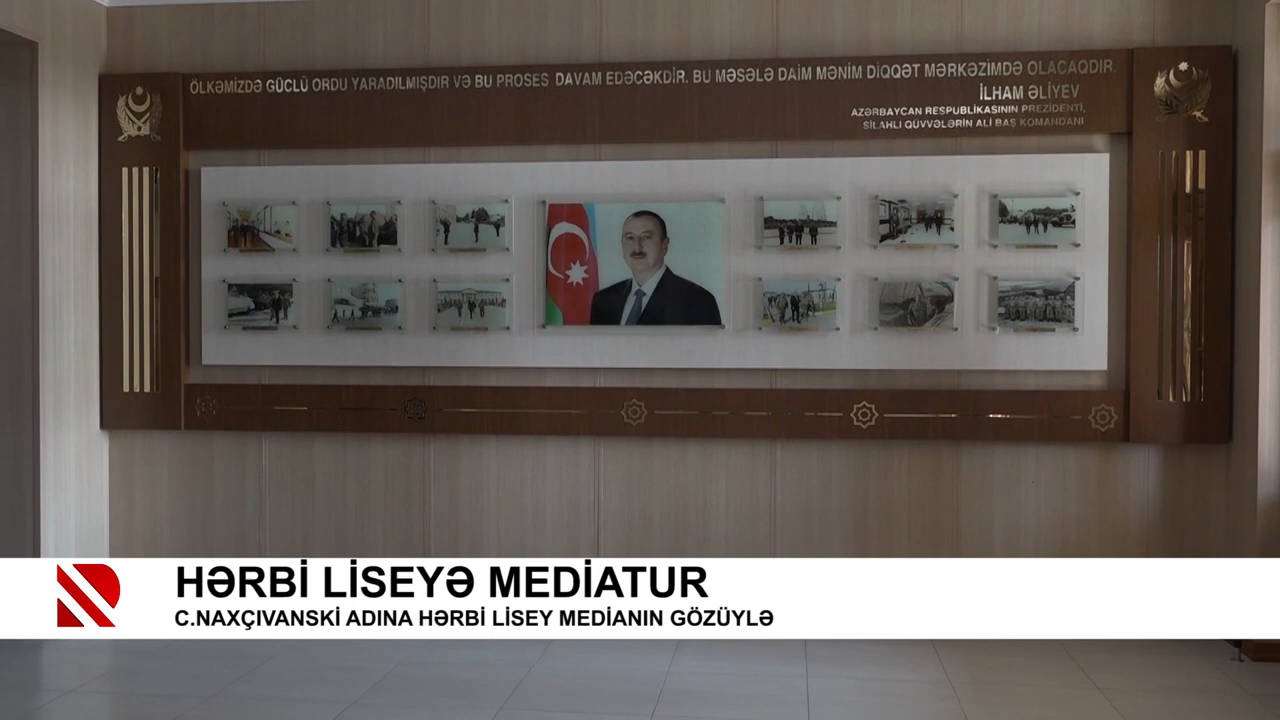 ÖLKƏMİZDƏ GÜCLÜ ORDU YARADILMIŞDIR VƏ BU PROSES DAVAM EDƏCƏKDİR. BU MƏSƏLƏ DAİM MƏNİM DİQQƏT MƏRKƏZİMDƏ OLACAQDIR.
İLHAM ƏLİYEV
AZƏRBAYCAN RESPUBLİKASININ PREZİDENTİ,
SİLAHLI QÜVVƏLƏRİN ALİ BAŞ KOMANDANI
HƏRBİ LİSEYƏ MEDİATUR
C.NAXÇIVANSKİ ADINA HƏRBİ LİSEY MEDİANIN GÖZÜYLƏ